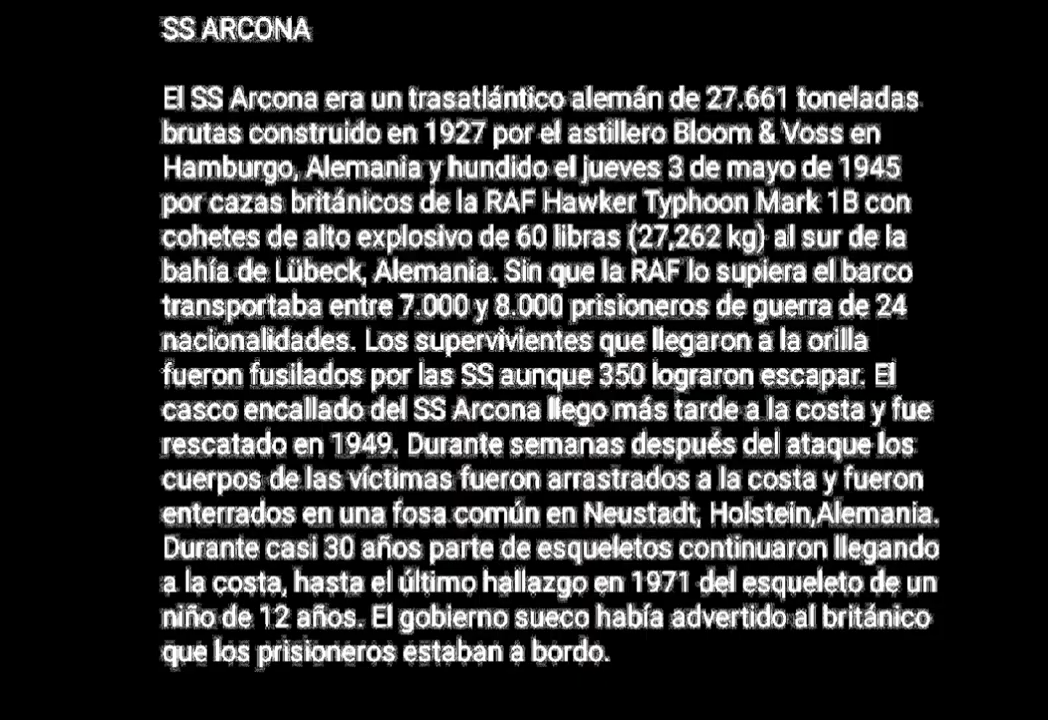 SS ARCONA
El SS Arcona era un trasatlántico alemán de 27.661 toneladas
brutas construido en 1927 por el astillero Bloom & Voss en
Hamburgo, Alemania y hundido el jueves 3 de mayo de 1945
por cazas británicos de la RAF Hawker Typhoon Mark 1B con
cohetes de alto explosivo de 60 libras (27,262 kg) al sur de la
bahía de Lübeck, Alemania. Sin que la RAF lo supiera el barco
transportaba entre 7.000 y 8.000 prisioneros de guerra de 24
nacionalidades. Los supervivientes que llegaron a la orilla
fueron fusilados por las SS aunque 350 lograron escapar. El
casco encallado del SS Arcona llego más tarde a la costa y fue
rescatado en 1949. Durante semanas después del ataque los
cuerpos de las víctimas fueron arrastrados a la costa y fueron
enterrados en una fosa común en Neustadt, Holstein,Alemania.
Durante casi 30 años parte de esqueletos continuaron llegando
a la costa, hasta el último hallazgo en 1971 del esqueleto de un
niño de 12 años. El gobierno sueco había advertido al británico
que los prisioneros estaban a bordo.